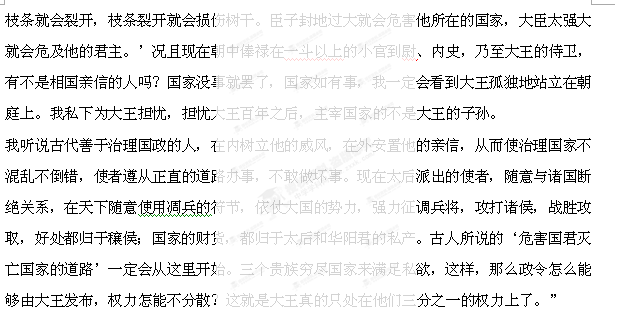 枝条就会裂开，枝条裂开就会损伤树干。臣子封地过大就会危害他所在的国家，大臣太强大
就会危及他的君主。’况且现在朝中俸禄在一斗以上的小官到尉、内史，乃至大王的侍卫，
有不是相国亲信的人吗？国家没事就罢了，国家如有事，我一定会看到大王孤独地站立在朝
庭上。我私下为大王担忧，担忧大王百年之后，主宰国家的不是大王的子孙。
我听说古代善于治理国政的人，在内树立他的威风，在外安置他的亲信，从而使治理国家不
混乱不倒错，使者遵从正直的道路办事，不敢做坏事。现在太后派出的使者，随意与诸国断
绝关系，在天下随意使用凋兵的符节，依仗大国的势力，强力征调兵将，攻打诸侯，战胜攻
取，好处都归于穰侯；国家的财货，都归于太后和华阳君的私产。古人所说的‘危害国君灭
亡国家的道路’一定会从这里开始。三个贵族穷尽国家来满足私欲，这样，那么政令怎么能
够由大王发布，权力怎能不分散？这就是大王真的只处在他们三分之一的权力上了。”